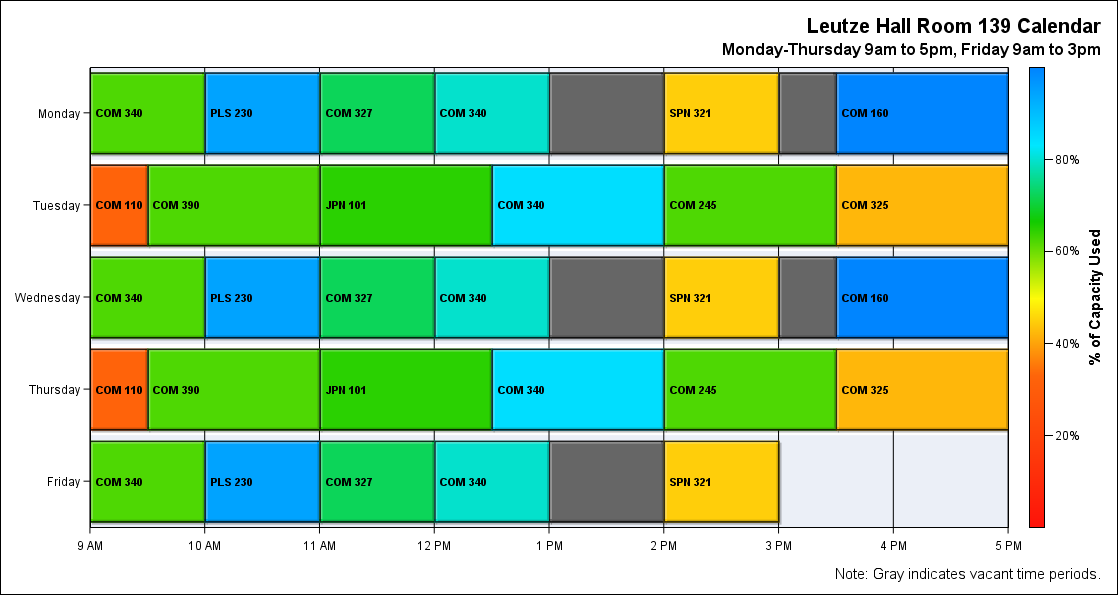 Leutze Hall Room 139 Calendar
Monday-Thursday 9am to 5pm, Friday 9am to 3pm
Monday
COM 340 PLS 230 COM 327 COM 340 SPN 321 COM 160
Tuesday
COM 110 COM 390 JPN 101 COM 340 COM 245 COM 325
Wednesday
COM 340 PLS 230 COM 327 COM 340 SPN 321 COM 160
Thursday
COM 110 COM 390 JPN 101 COM 340 COM 245 COM 325
Friday
COM 340 PLS 230 COM 327 COM 340 SPN 321
9 AM 10 AM 11 AM 12 PM 1 PM 2 PM 3 PM 4 PM 5 PM
80%
60%
40%
20%
% of Capacity Used
Note: Gray indicates vacant time periods.